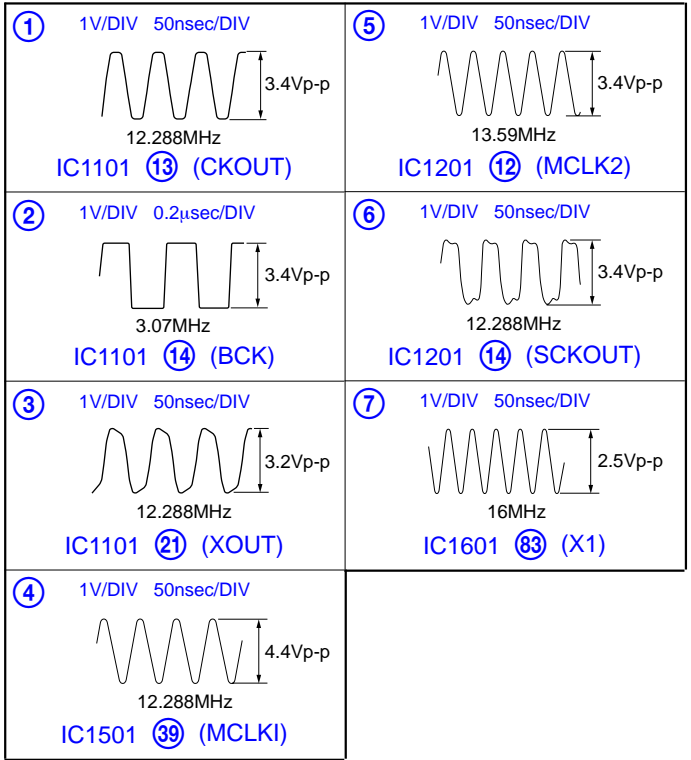 ①
1V/DIV 50nsec/DIV
3.4Vp-p
12.288MHz
IC1101 ⑬ (CKOUT)
②
1V/DIV 0.2μsec/DIV
3.4Vp-p
3.07MHz
IC1101 ⑭ (BCK)
③
1V/DIV 50nsec/DIV
3.2Vp-p
12.288MHz
IC1101 ㉑ (XOUT)
④
1V/DIV 50nsec/DIV
4.4Vp-p
12.288MHz
IC1501 ㊴ (MCLKI)
⑤
1V/DIV 50nsec/DIV
3.4Vp-p
13.59MHz
IC1201 ⑫ (MCLK2)
⑥
1V/DIV 50nsec/DIV
3.4Vp-p
12.288MHz
IC1201 ⑭ (SCKOUT)
⑦
1V/DIV 50nsec/DIV
2.5Vp-p
16MHz
IC1601 83 (X1)